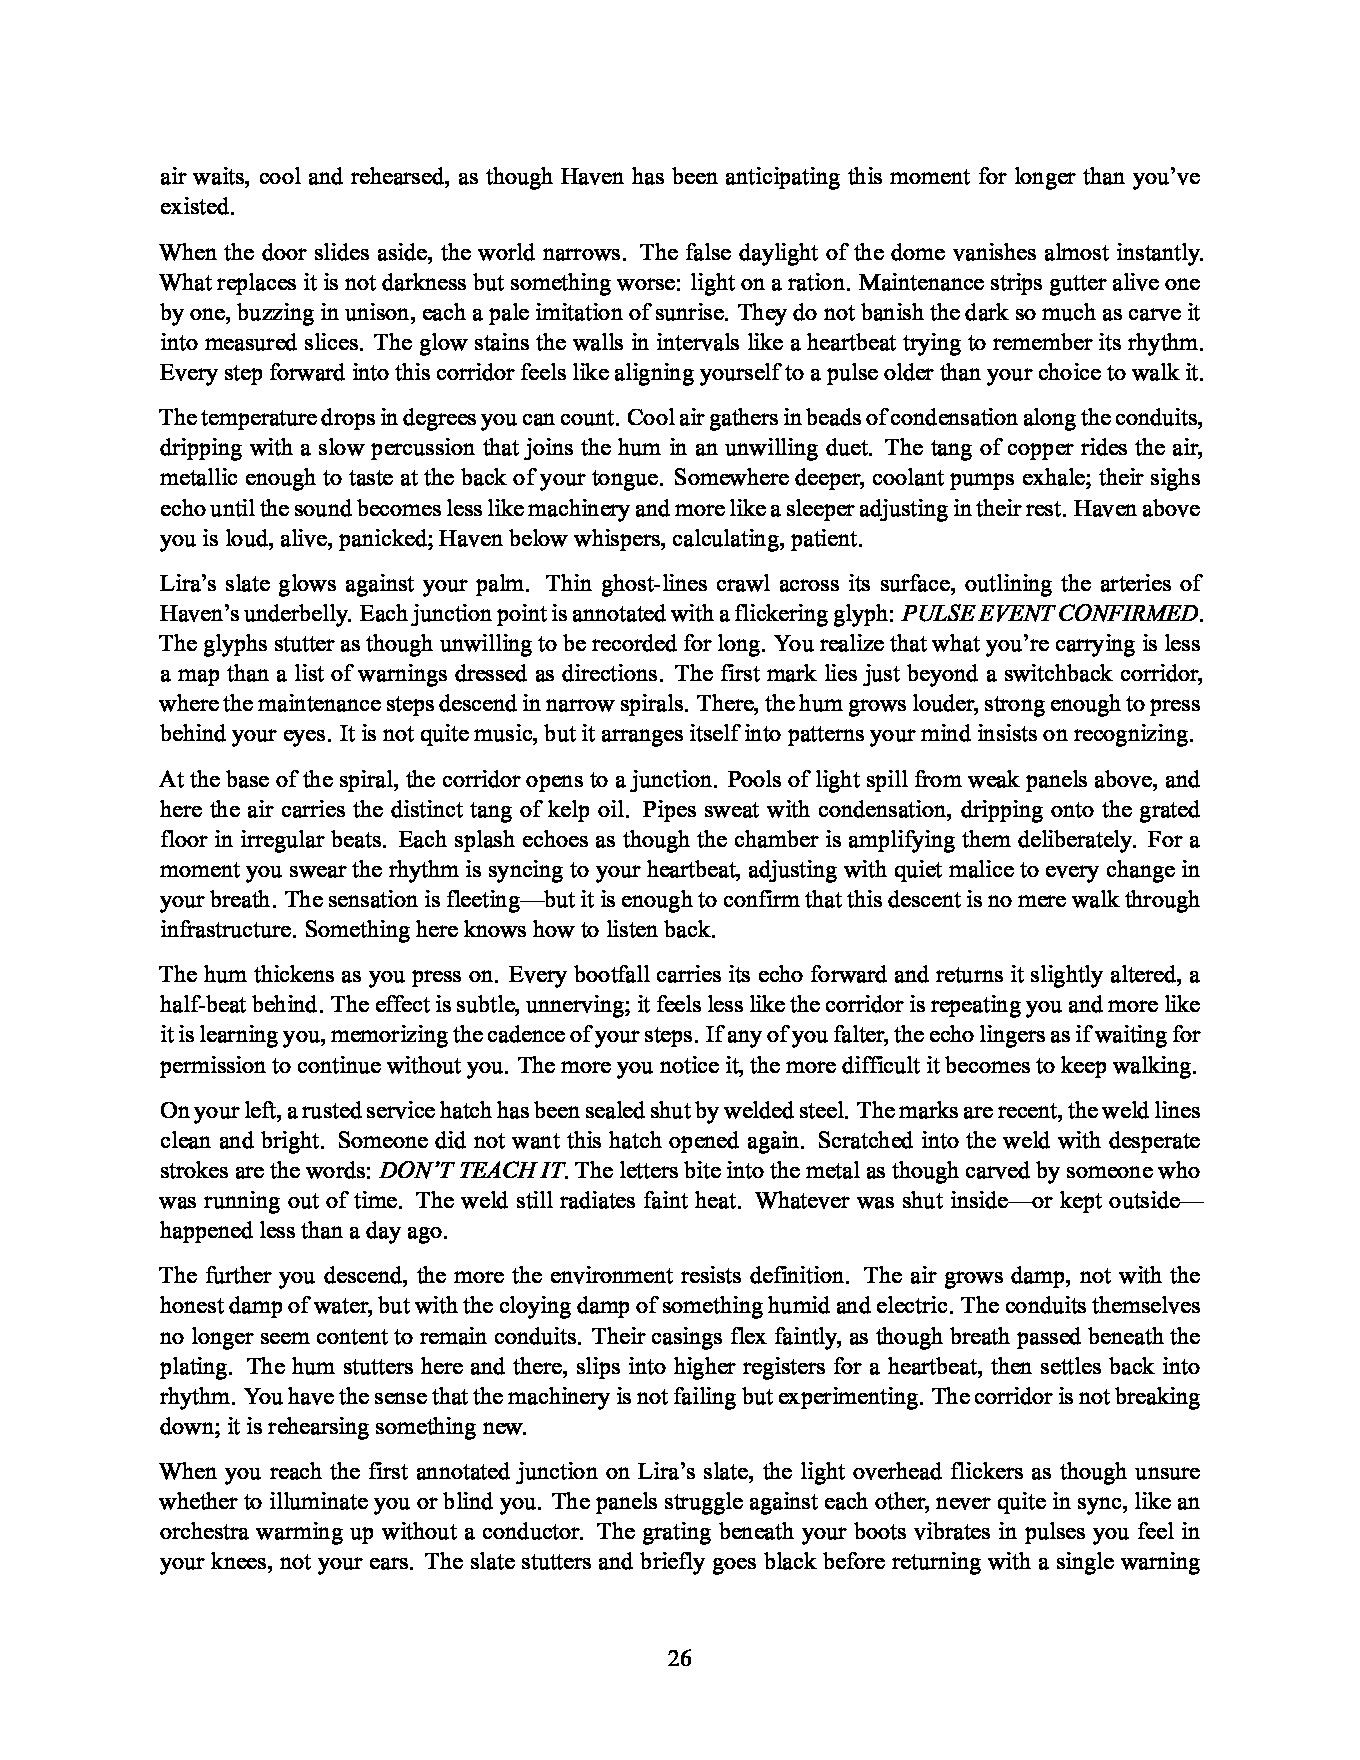 air waits, cool and rehearsed, as though Haven has been anticipating this moment for longer than you’ve
existed.
When the door slides aside, the world narrows. The false daylight of the dome vanishes almost instantly.
What replaces it is not darkness but something worse: light on a ration. Maintenance strips gutter alive one
by one, buzzing in unison, each a pale imitation of sunrise. They do not banish the dark so much as carve it
into measured slices. The glow stains the walls in intervals like a heartbeat trying to remember its rhythm.
Every step forward into this corridor feels like aligning yourself to a pulse older than your choice to walk it.
The temperature drops in degrees you can count. Cool air gathers in beads of condensation along the conduits,
dripping with a slow percussion that joins the hum in an unwilling duet. The tang of copper rides the air,
metallic enough to taste at the back of your tongue. Somewhere deeper, coolant pumps exhale; their sighs
echo until the sound becomes less like machinery and more like a sleeper adjusting in their rest. Haven above
you is loud, alive, panicked; Haven below whispers, calculating, patient.
Lira’s slate glows against your palm. Thin ghost-lines crawl across its surface, outlining the arteries of
Haven’s underbelly. Each junction point is annotated with a flickering glyph: PULSE EVENT CONFIRMED.
The glyphs stutter as though unwilling to be recorded for long. You realize that what you’re carrying is less
a map than a list of warnings dressed as directions. The first mark lies just beyond a switchback corridor,
where the maintenance steps descend in narrow spirals. There, the hum grows louder, strong enough to press
behind your eyes. It is not quite music, but it arranges itself into patterns your mind insists on recognizing.
At the base of the spiral, the corridor opens to a junction. Pools of light spill from weak panels above, and
here the air carries the distinct tang of kelp oil. Pipes sweat with condensation, dripping onto the grated
floor in irregular beats. Each splash echoes as though the chamber is amplifying them deliberately. For a
moment you swear the rhythm is syncing to your heartbeat, adjusting with quiet malice to every change in
your breath. The sensation is fleeting—but it is enough to confirm that this descent is no mere walk through
infrastructure. Something here knows how to listen back.
The hum thickens as you press on. Every bootfall carries its echo forward and returns it slightly altered, a
half-beat behind. The effect is subtle, unnerving; it feels less like the corridor is repeating you and more like
it is learning you, memorizing the cadence of your steps. If any of you falter, the echo lingers as if waiting for
permission to continue without you. The more you notice it, the more difficult it becomes to keep walking.
On your left, a rusted service hatch has been sealed shut by welded steel. The marks are recent, the weld lines
clean and bright. Someone did not want this hatch opened again. Scratched into the weld with desperate
strokes are the words: DON’T TEACH IT. The letters bite into the metal as though carved by someone who
was running out of time. The weld still radiates faint heat. Whatever was shut inside—or kept outside—
happened less than a day ago.
The further you descend, the more the environment resists definition. The air grows damp, not with the
honest damp of water, but with the cloying damp of something humid and electric. The conduits themselves
no longer seem content to remain conduits. Their casings flex faintly, as though breath passed beneath the
plating. The hum stutters here and there, slips into higher registers for a heartbeat, then settles back into
rhythm. You have the sense that the machinery is not failing but experimenting. The corridor is not breaking
down; it is rehearsing something new.
When you reach the first annotated junction on Lira’s slate, the light overhead flickers as though unsure
whether to illuminate you or blind you. The panels struggle against each other, never quite in sync, like an
orchestra warming up without a conductor. The grating beneath your boots vibrates in pulses you feel in
your knees, not your ears. The slate stutters and briefly goes black before returning with a single warning
26